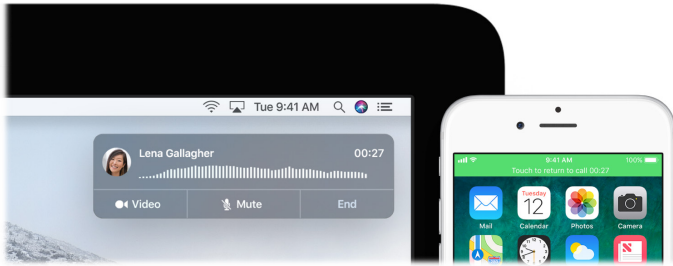 Tue 9:41 AM
Lena Gallagher
00:27
Video
Mute
End
9:41 AM
100%
Touch to return to call 00:27
Tuesday
12
Mail
Calendar
Photos
Camera